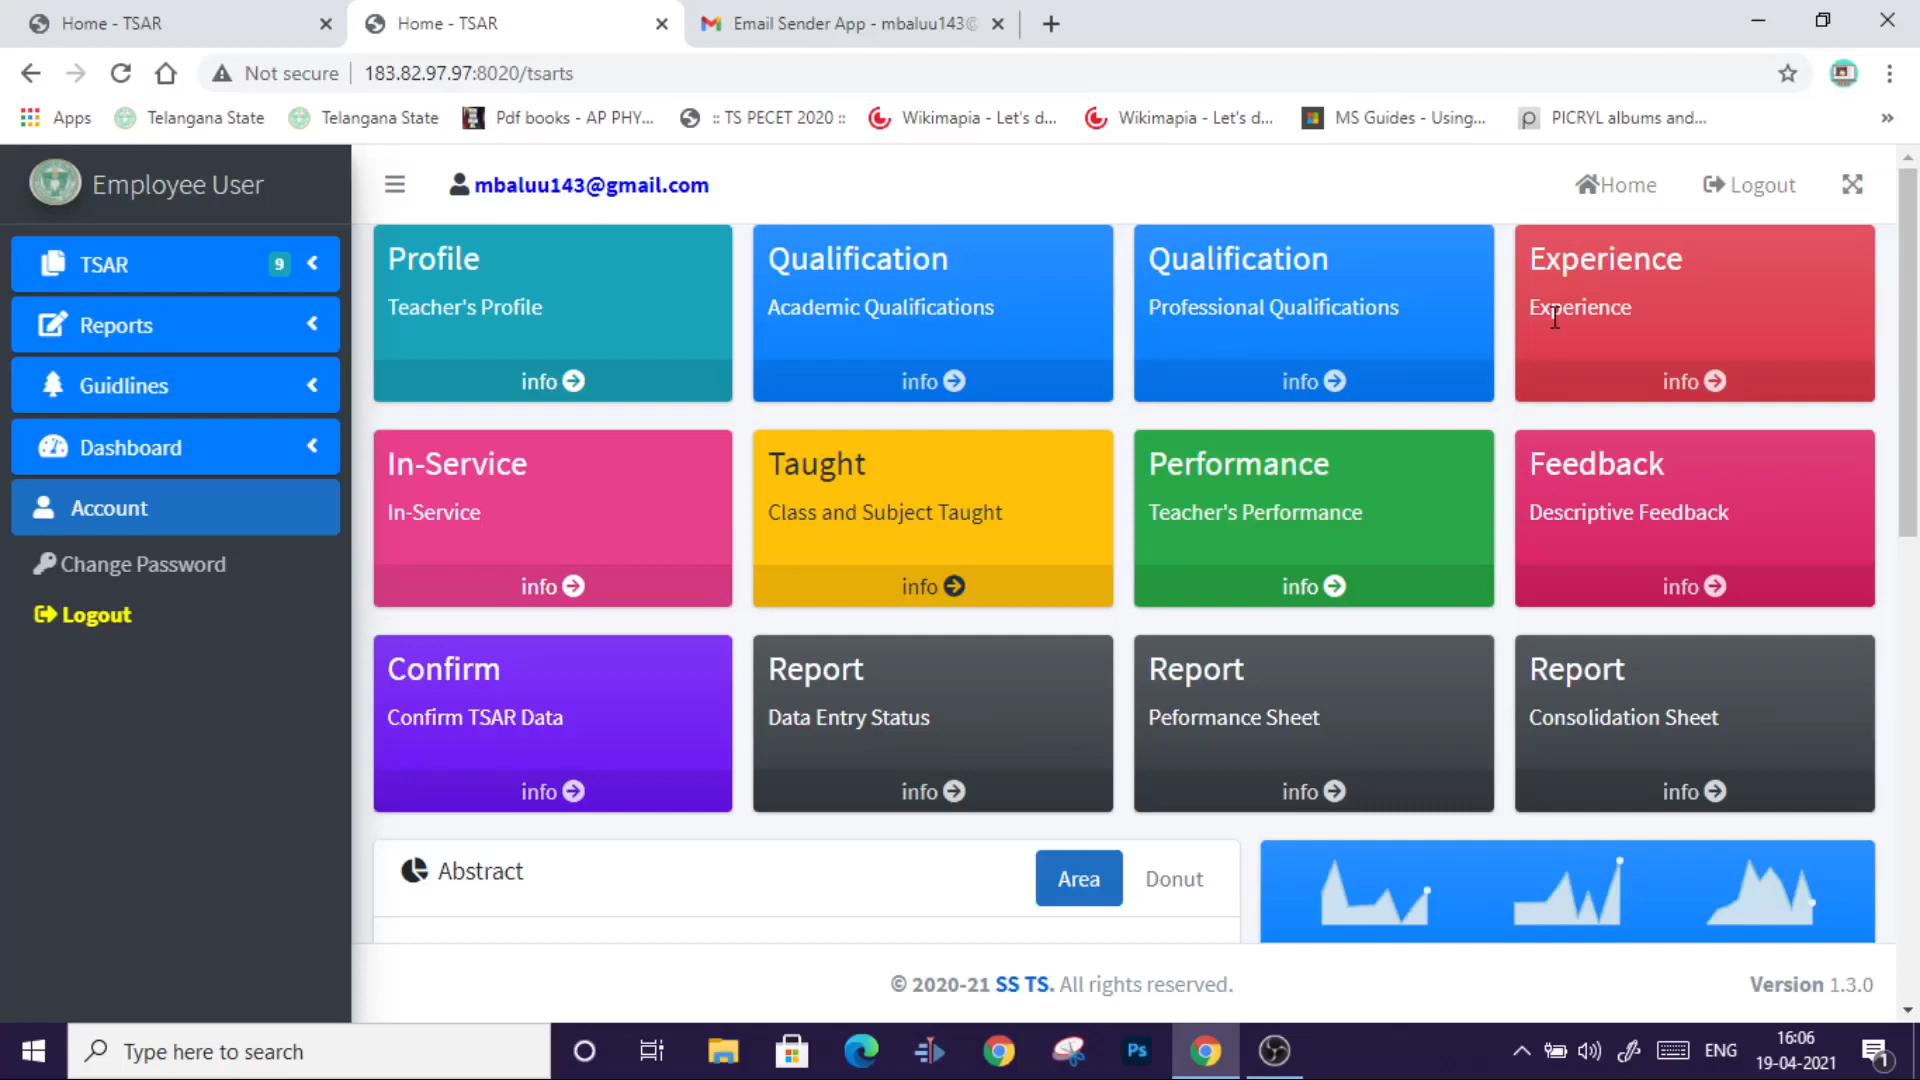 Home - TSAR
Home - TSAR
Email Sender App - mbaluu143@
Not secure
183.82.97.97:8020/tsarts
Apps
Telangana State
Telangana State
Pdf books - AP PHY...
:: TS PECET 2020 ::
Wikimapia - Let's d...
Wikimapia - Let's d...
MS Guides - Using...
PICRYL albums and...
»
Employee User
mbaluu143@gmail.com
Home
Logout
TSAR 9
Reports
Guidlines
Dashboard
Account
Change Password
Logout
Profile
Teacher's Profile
info
Qualification
Academic Qualifications
info
Qualification
Professional Qualifications
info
Experience
Experience
info
In-Service
In-Service
info
Taught
Class and Subject Taught
info
Performance
Teacher's Performance
info
Feedback
Descriptive Feedback
info
Confirm
Confirm TSAR Data
info
Report
Data Entry Status
info
Report
Peformance Sheet
info
Report
Consolidation Sheet
info
Abstract
Area
Donut
© 2020-21 SS TS. All rights reserved.
Version 1.3.0
Type here to search
Ps
ENG
16:06
19-04-2021
1